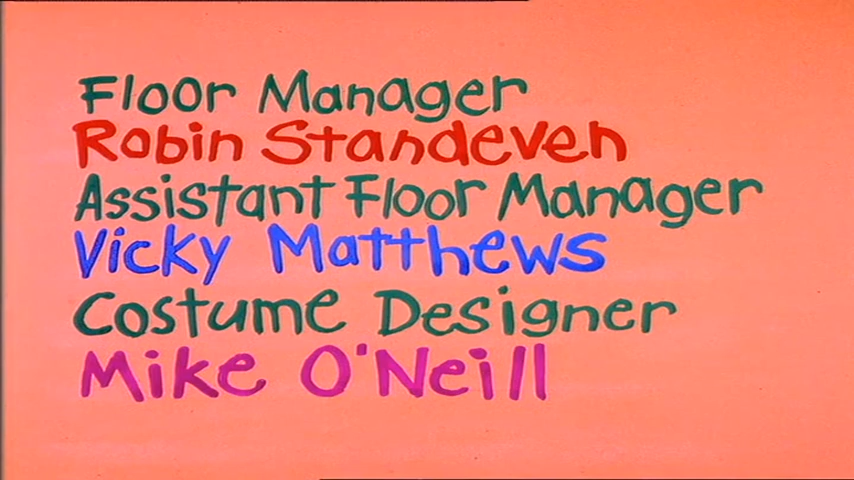 Floor Manager
Robin Standeven
Assistant Floor Manager
Vicky Matthews
Costume Designer
Mike O'Neill